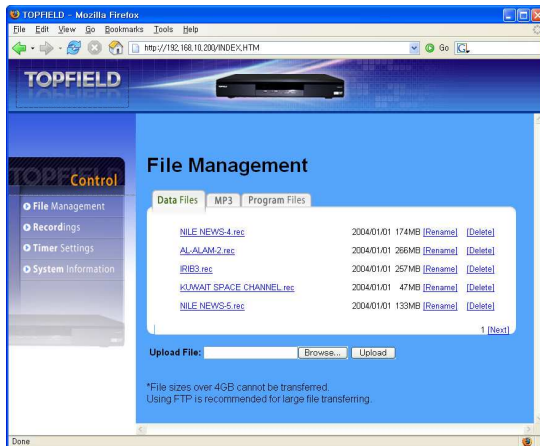 TOPFIELD - Mozilla Firefox
File Edit View Go Bookmarks Tools Help
http://192.168.10.200/INDEX.HTM Go G
TOPFIELD
TOPFIELD
Control
File Management
Recordings
Timer Settings
System Information
File Management
Data Files MP3 Program Files
NILE NEWS-4.rec 2004/01/01 174MB [Rename] [Delete]
AL-ALAM-2.rec 2004/01/01 266MB [Rename] [Delete]
IRIB3.rec 2004/01/01 257MB [Rename] [Delete]
KUWAIT SPACE CHANNEL.rec 2004/01/01 47MB [Rename] [Delete]
NILE NEWS-5.rec 2004/01/01 133MB [Rename] [Delete]
1 [Next]
Upload File: Browse... Upload
*File sizes over 4GB cannot be transferred.
Using FTP is recommended for large file transferring.
Done